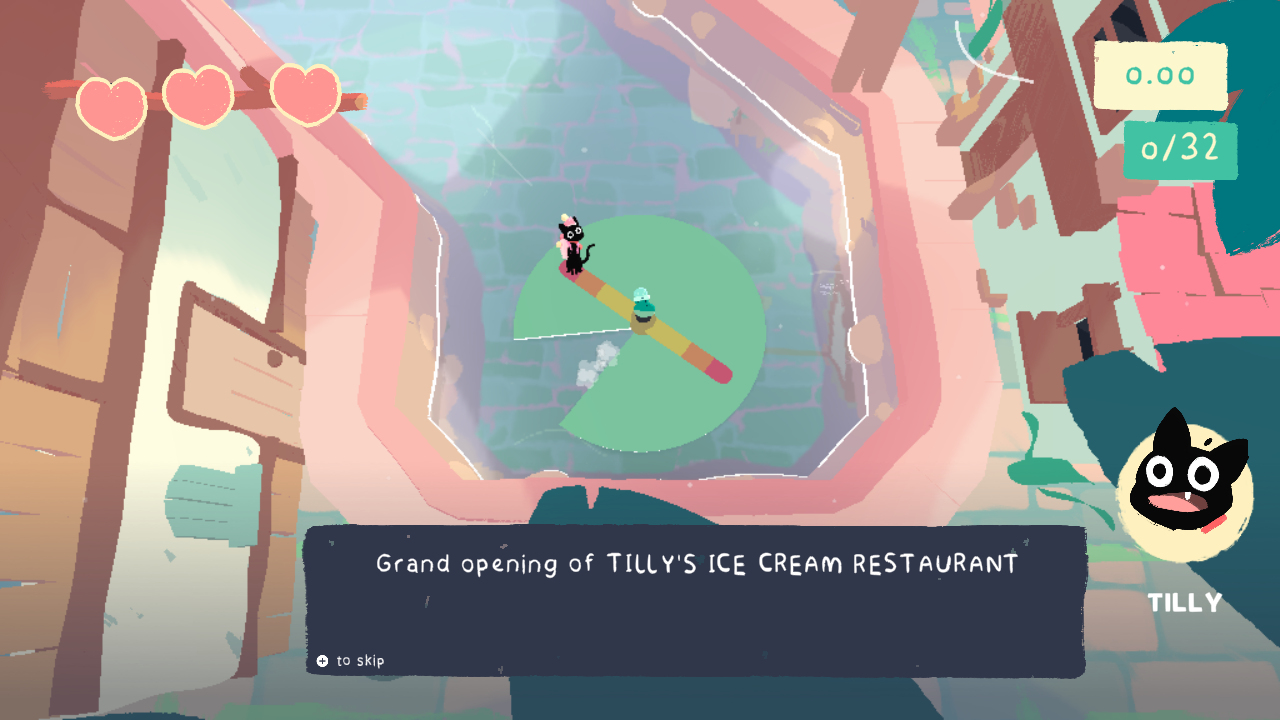 0.00
0/32
Grand opening of TILLY'S ICE CREAM RESTAURANT
to skip
TILLY